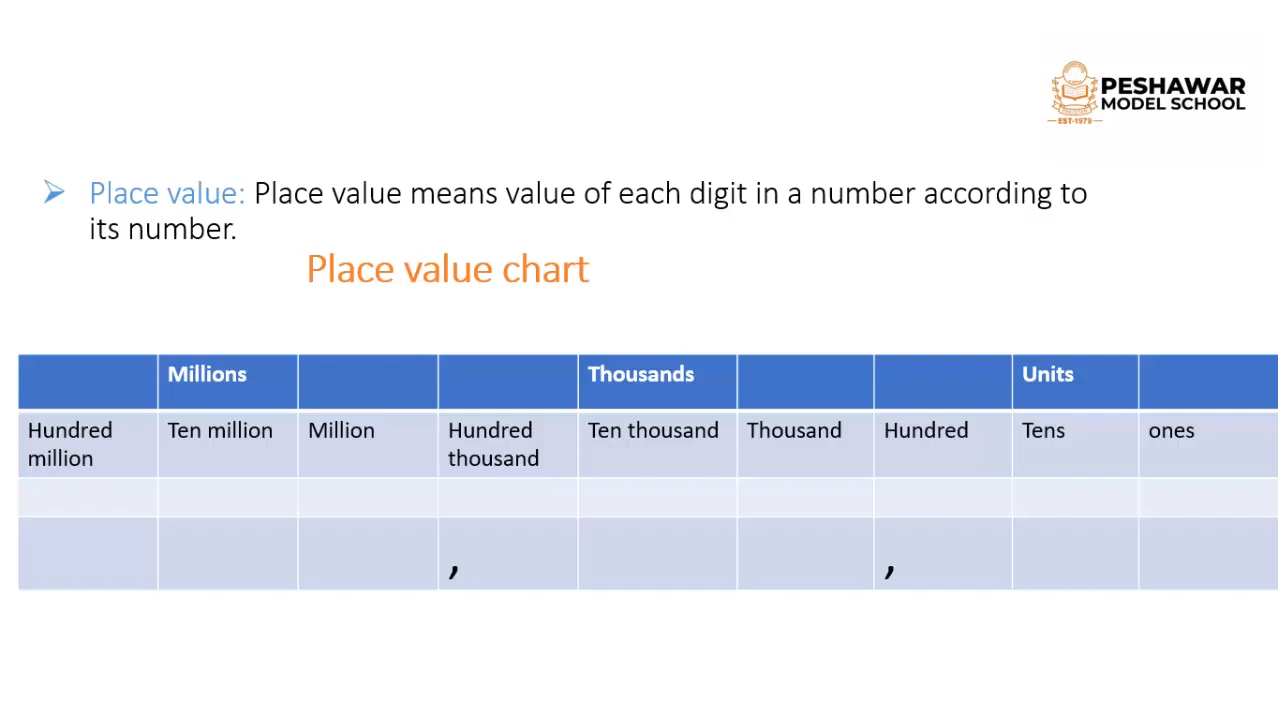 PESHAWAR
MODEL SCHOOL
EST-1979
➢ Place value: Place value means value of each digit in a number according to
its number.
Place value chart
Millions Thousands Units
Hundred million Ten million Million Hundred thousand Ten thousand Thousand Hundred Tens ones
, ,